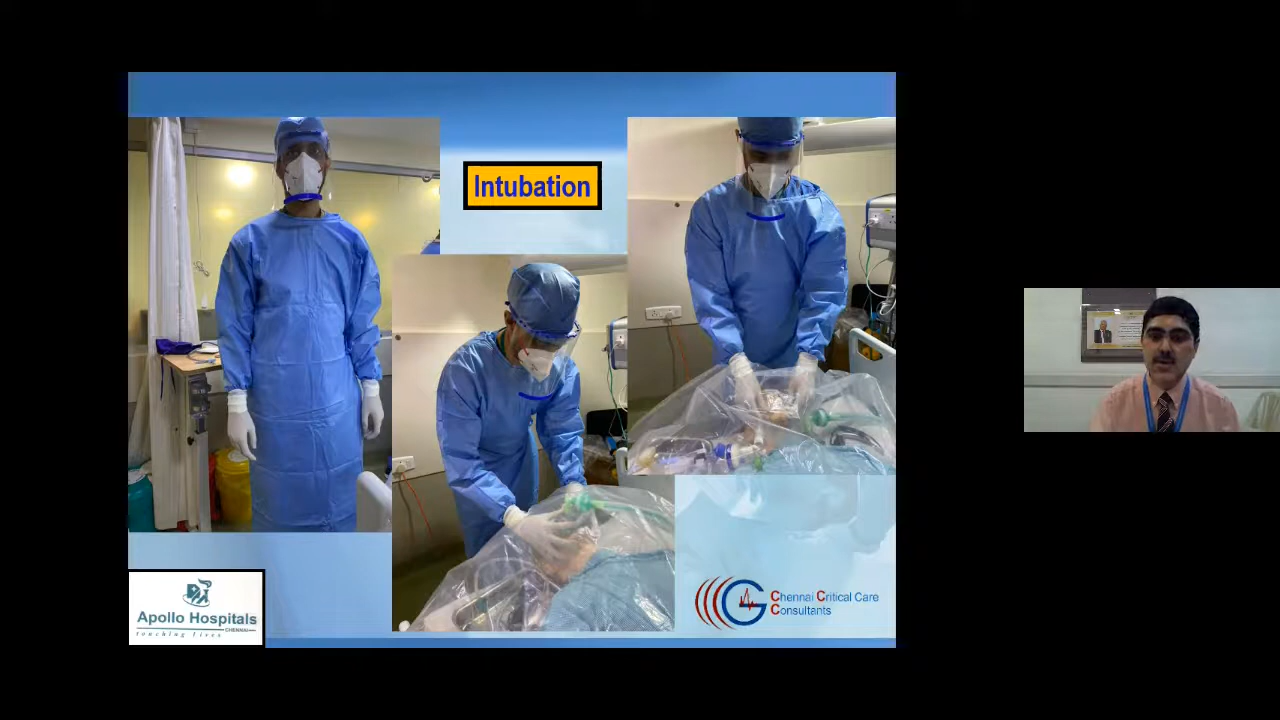 Intubation
Apollo Hospitals
CHENNAI
touching lives
Chennai Critical Care
Consultants